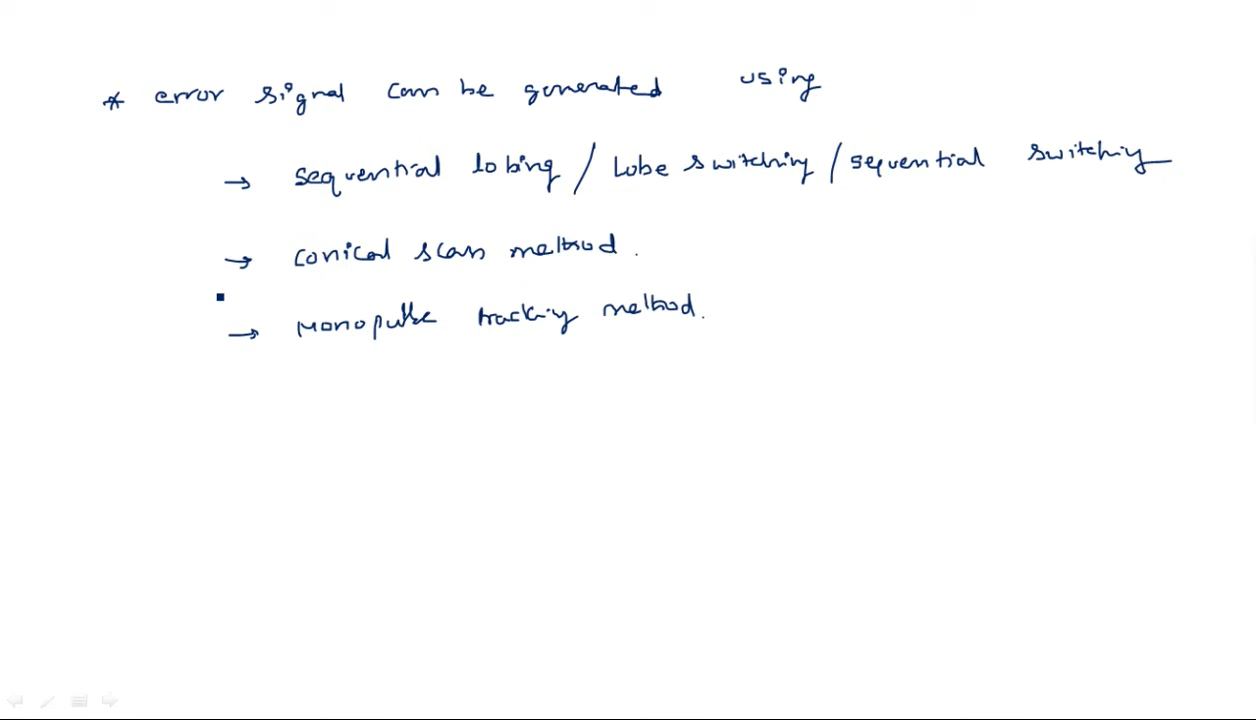 * error signal can be generated using
→ sequential lobing / Lobe switching / sequential switching
→ conical scan method.
→ Monopulse tracking method.